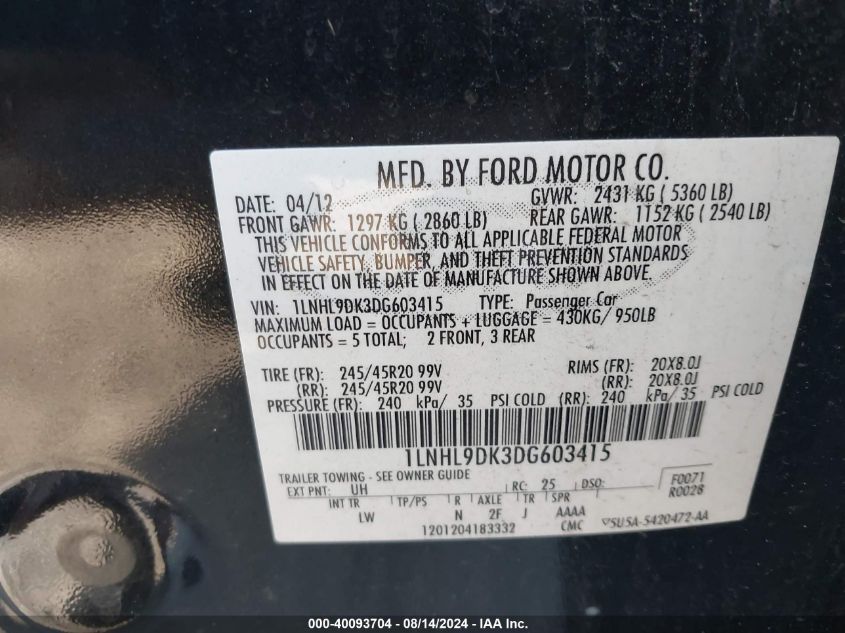 MFD. BY FORD MOTOR CO.
DATE: 04/12 GVWR: 2431 KG ( 5360 LB)
FRONT GAWR: 1297 KG ( 2860 LB) REAR GAWR: 1152 KG ( 2540 LB)
THIS VEHICLE CONFORMS TO ALL APPLICABLE FEDERAL MOTOR
VEHICLE SAFETY, BUMPER, AND THEFT PREVENTION STANDARDS
IN EFFECT ON THE DATE OF MANUFACTURE SHOWN ABOVE.
VIN: 1LNHL9DK3DG603415 TYPE: Passenger Car
MAXIMUM LOAD = OCCUPANTS + LUGGAGE = 430KG/ 950LB
OCCUPANTS = 5 TOTAL; 2 FRONT, 3 REAR
TIRE (FR): 245/45R20 99V RIMS (FR): 20X8.0J
(RR): 245/45R20 99V (RR): 20X8.0J
PRESSURE (FR): 240 kPa/ 35 PSI COLD (RR): 240 kPa/ 35 PSI COLD
1LNHL9DK3DG603415
TRAILER TOWING - SEE OWNER GUIDE
EXT PNT: UH RC: 25 DSO: F0071
R0028
INT TR TP/PS R AXLE TR SPR
LW N 2F J AAAA
1201204183332 CMC ▽5U5A-5420472-AA
000-40093704 - 08/14/2024 - IAA Inc.